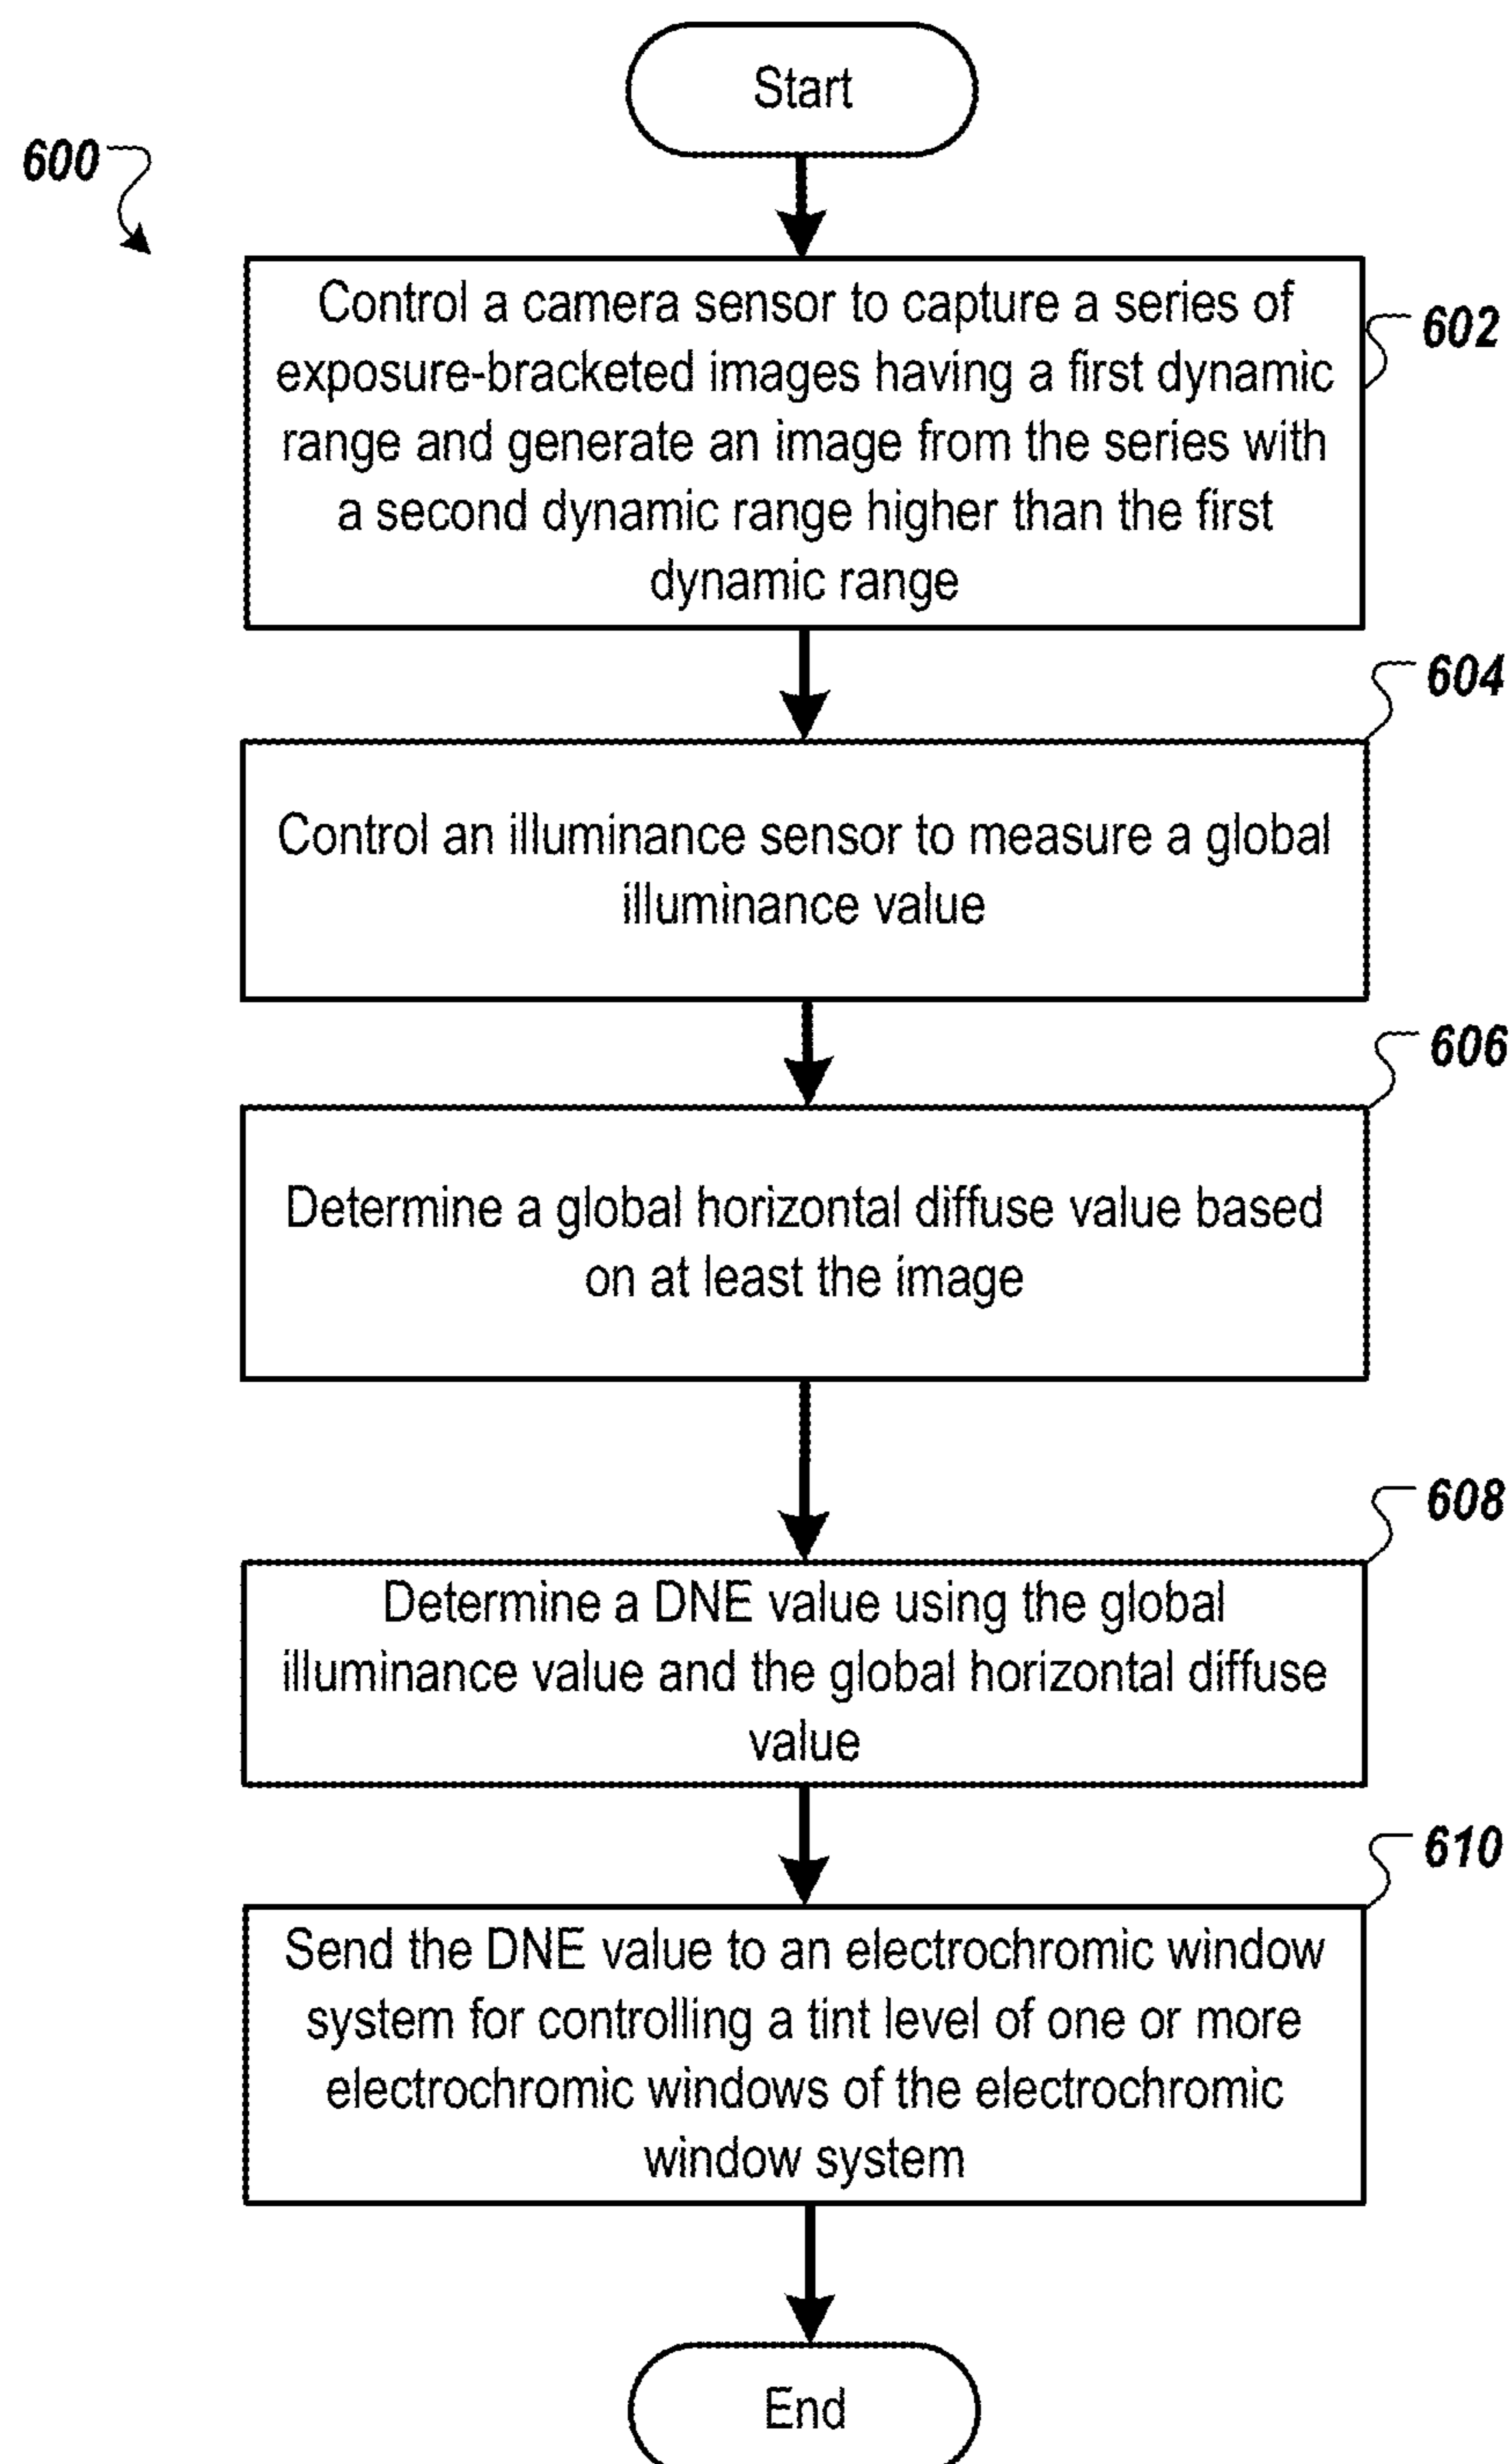 Start
600
Control a camera sensor to capture a series of
exposure-bracketed images having a first dynamic
range and generate an image from the series with
a second dynamic range higher than the first
dynamic range
602
604
Control an illuminance sensor to measure a global
illuminance value
606
Determine a global horizontal diffuse value based
on at least the image
608
Determine a DNE value using the global
illuminance value and the global horizontal diffuse
value
610
Send the DNE value to an electrochromic window
system for controlling a tint level of one or more
electrochromic windows of the electrochromic
window system
End